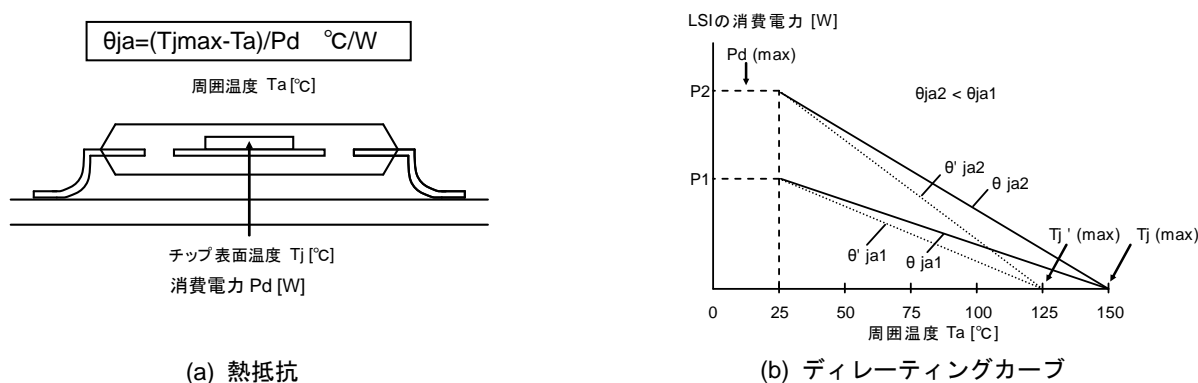 θja=(Tjmax-Ta)/Pd ℃/W
周囲温度 Ta [℃]
チップ表面温度 Tj [℃]
消費電力 Pd [W]
(a) 熱抵抗
LSIの消費電力 [W]
Pd (max)
P2
θja2 < θja1
θ' ja2
θ ja2
P1
Tj ' (max)
Tj (max)
θ' ja1
θ ja1
0 25 50 75 100 125 150
周囲温度 Ta [℃]
(b) ディレーティングカーブ